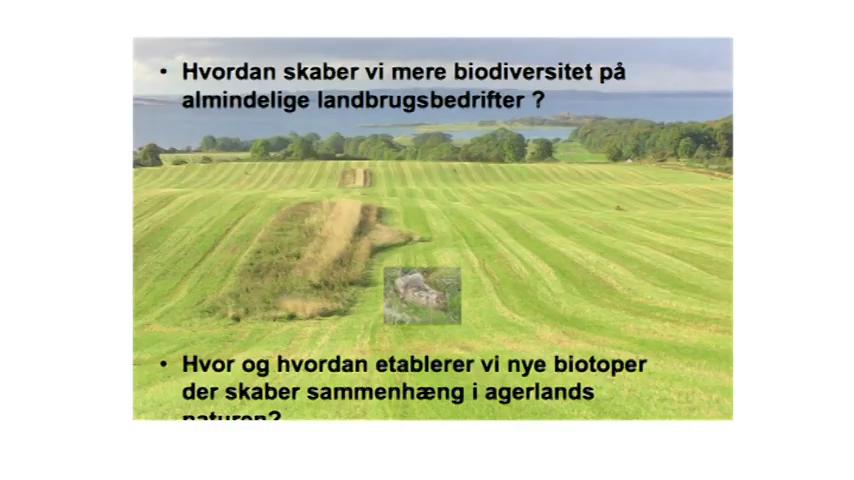 • Hvordan skaber vi mere biodiversitet på
almindelige landbrugsbedrifter ?
• Hvor og hvordan etablerer vi nye biotoper
der skaber sammenhæng i agerlands
naturen?